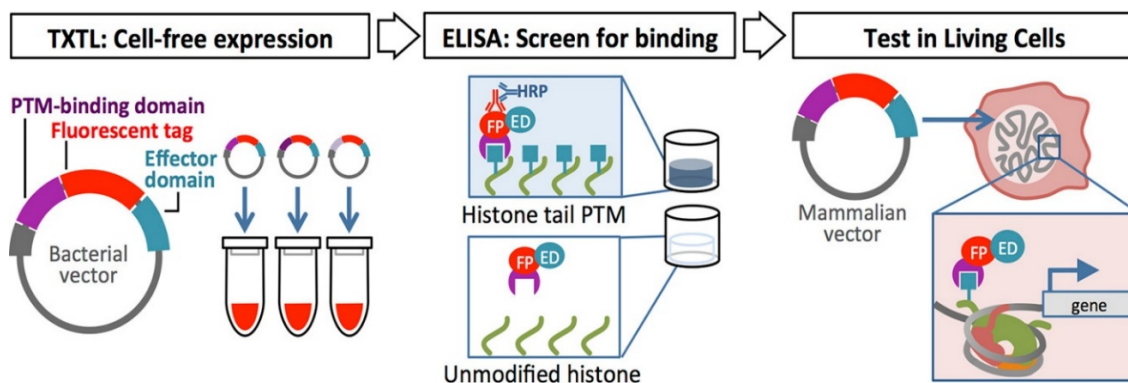 TXTL: Cell-free expression
ELISA: Screen for binding
Test in Living Cells
PTM-binding domain
Fluorescent tag
Effector
domain
Bacterial
vector
HRP
FP ED
Histone tail PTM
FP ED
Unmodified histone
Mammalian
vector
FP ED
gene